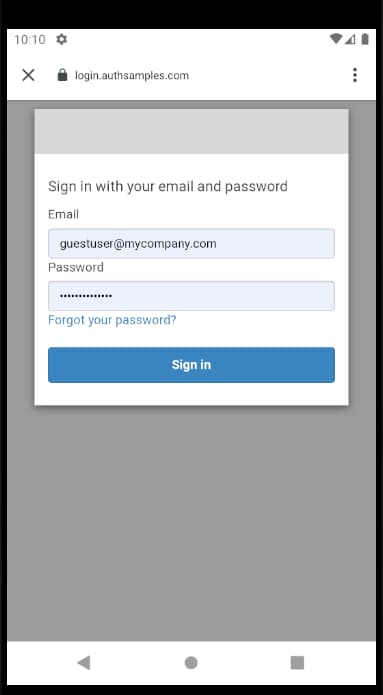 10:10
login.authsamples.com
Sign in with your email and password
Email
guestuser@mycompany.com
Password
••••••••••••••
Forgot your password?
Sign in